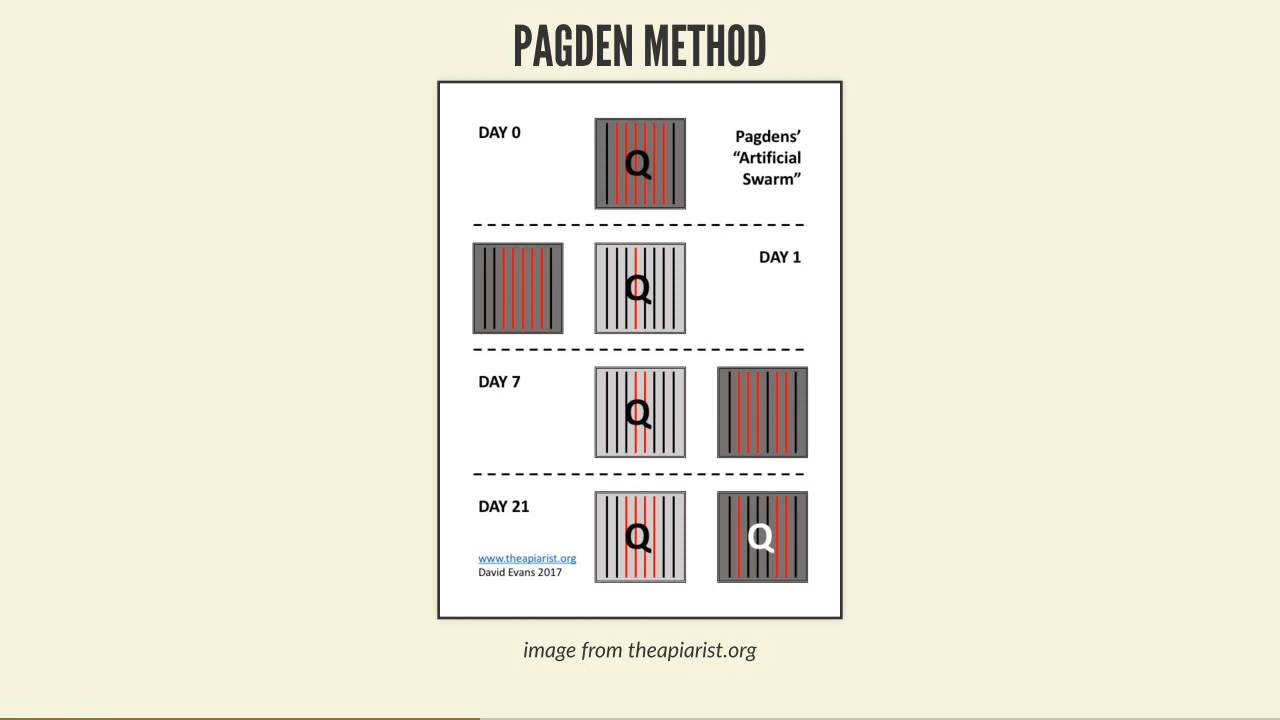 PAGDEN METHOD
DAY 0
Pagdens’
“Artificial
Swarm”
Q
DAY 1
Q
DAY 7
Q
DAY 21
Q
Q
www.theapiarist.org
David Evans 2017
image from theapiarist.org